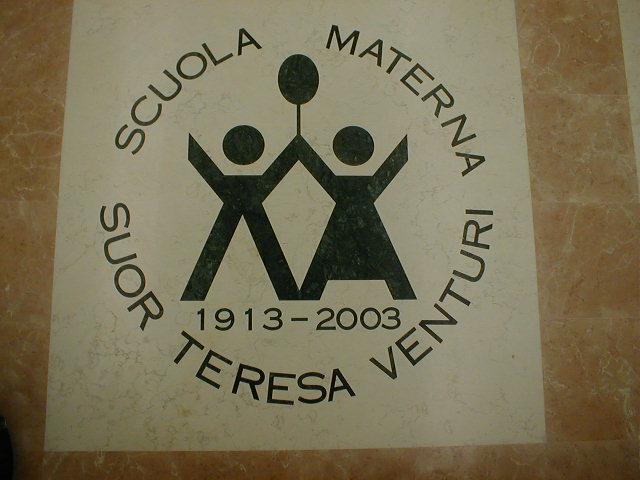 SCUOLA MATERNA
SUOR TERESA VENTURI
1913-2003